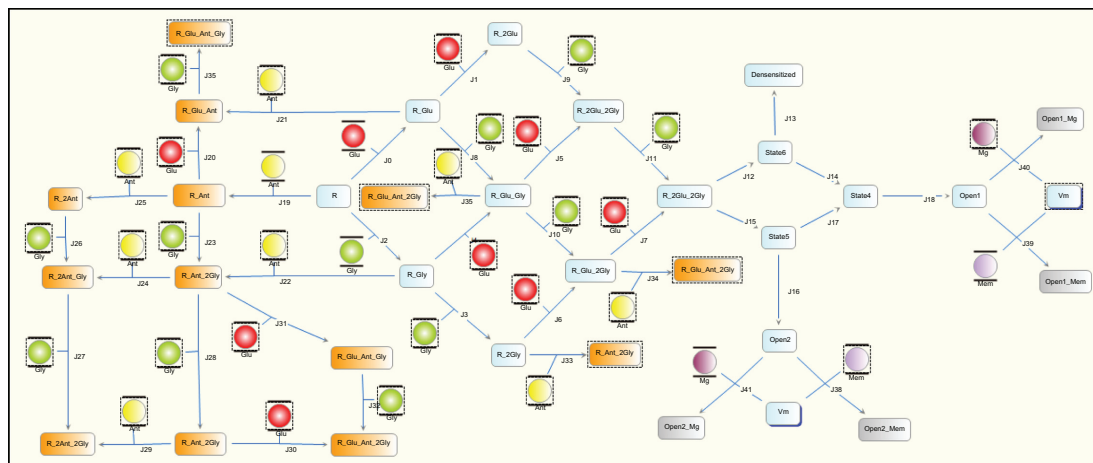 R_Glu_Ant_Gly
R_2Glu
Glu
Gly
J1
J9
Gly
J35
Ant
Densensitized
R_Glu_Ant
J21
R_Glu
R_2Glu_2Gly
Open1_Mg
J13
Glu
Gly
Glu
Gly
Mg
J20
Ant
Glu
Ant
Glu
J0
J8
J5
J11
State6
J40
Ant
J12
J14
R_2Ant
J25
R_Ant
J19
R
R_Glu_Ant_2Gly
J35
R_Glu_Gly
R_2Glu_2Gly
State4
J18
Open1
Vm
J26
Gly
J23
Gly
Ant
Ant
J2
Gly
Glu
J10
Gly
Glu
J7
J15
State5
J17
J39
Mem
R_2Ant_Gly
J24
R_Ant_2Gly
J22
R_Gly
R_Glu_2Gly
J34
R_Glu_Ant_2Gly
Open1_Mem
Glu
J16
J31
Glu
J3
Gly
J6
Ant
J27
Gly
J28
Gly
Open2
R_Glu_Ant_Gly
R_2Gly
J33
R_Ant_2Gly
Mg
Mem
Ant
Gly
J41
J38
Ant
Glu
Vm
Open2_Mg
Open2_Mem
R_2Ant_2Gly
J29
R_Ant_2Gly
J30
R_Glu_Ant_2Gly